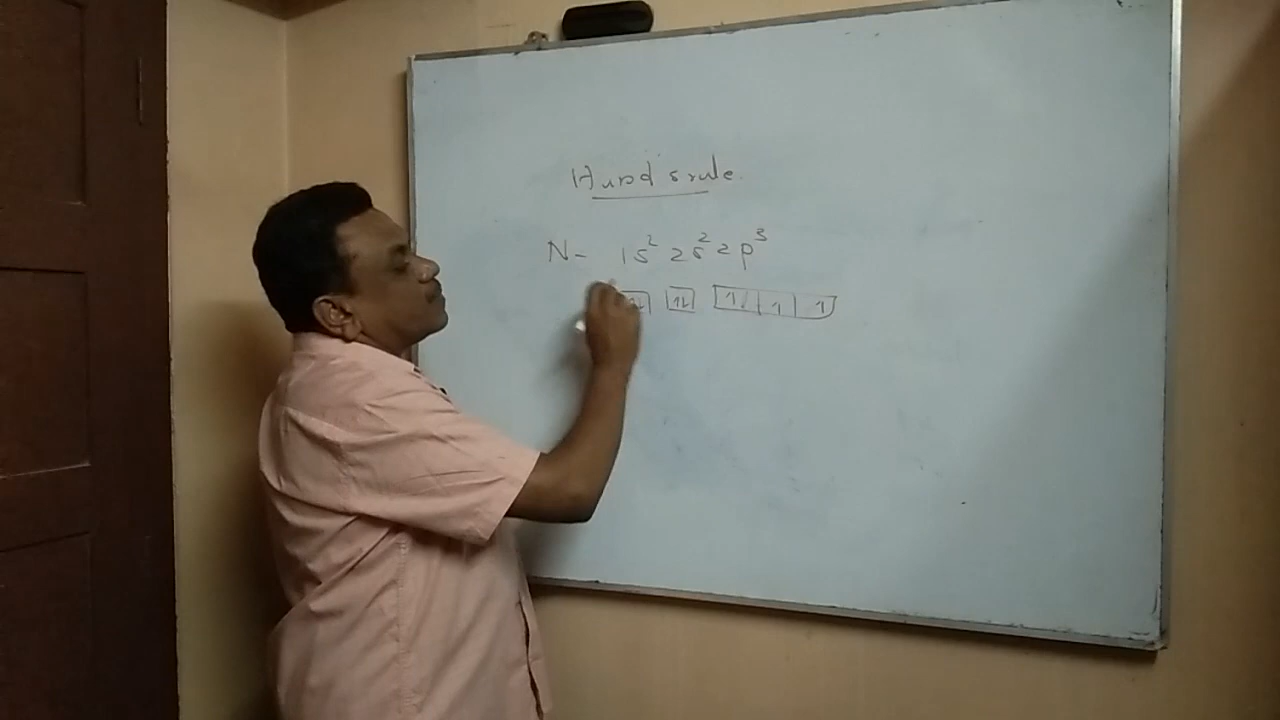 Hund's rule
N- 1s² 2s² 2p³
↿⇂ ↿⇂ ↿ ↿ ↿